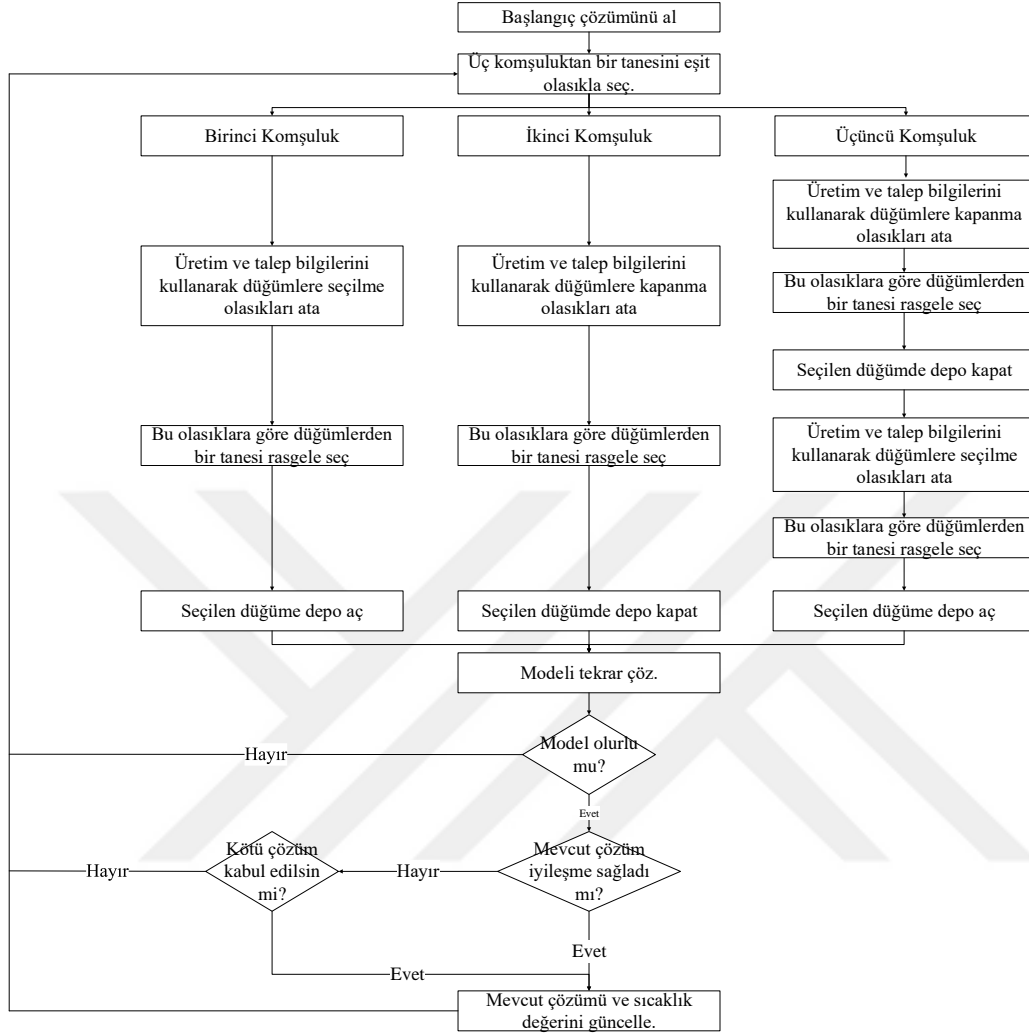 Başlangıç çözümünü al
Üç komşuluktan bir tanesini eşit
olasıkla seç.
Birinci Komşuluk
İkinci Komşuluk
Üçüncü Komşuluk
Üretim ve talep bilgilerini
kullanarak düğümlere seçilme
olasıkları ata
Bu olasıklara göre düğümlerden
bir tanesi rasgele seç
Seçilen düğüme depo aç
Üretim ve talep bilgilerini
kullanarak düğümlere kapanma
olasıkları ata
Bu olasıklara göre düğümlerden
bir tanesi rasgele seç
Seçilen düğümde depo kapat
Üretim ve talep bilgilerini
kullanarak düğümlere kapanma
olasıkları ata
Bu olasıklara göre düğümlerden
bir tanesi rasgele seç
Seçilen düğümde depo kapat
Üretim ve talep bilgilerini
kullanarak düğümlere seçilme
olasıkları ata
Bu olasıklara göre düğümlerden
bir tanesi rasgele seç
Seçilen düğüme depo aç
Modeli tekrar çöz.
Model olurlu
mu?
Hayır
Evet
Mevcut çözüm
iyileşme sağladı
mı?
Hayır
Kötü çözüm
kabul edilsin
mi?
Hayır
Evet
Evet
Mevcut çözümü ve sıcaklık
değerini güncelle.